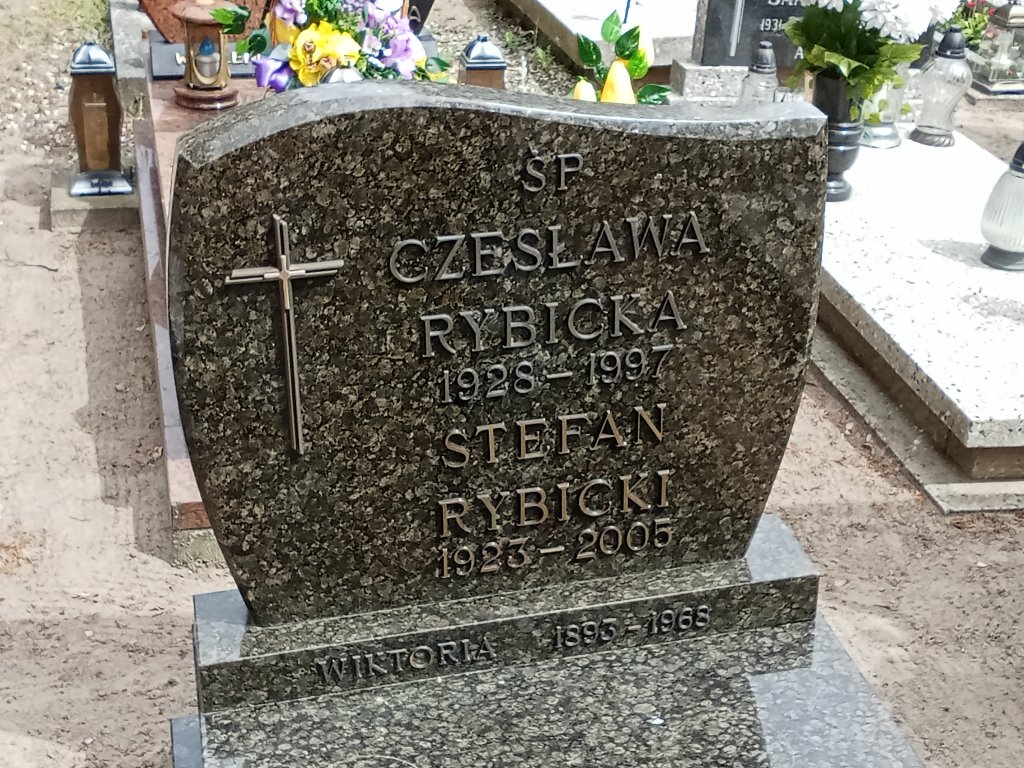 ŚP
CZESŁAWA
RYBICKA
1928-1997
STEFAN
RYBICKI
1923-2005
WIKTORIA 1893-1968